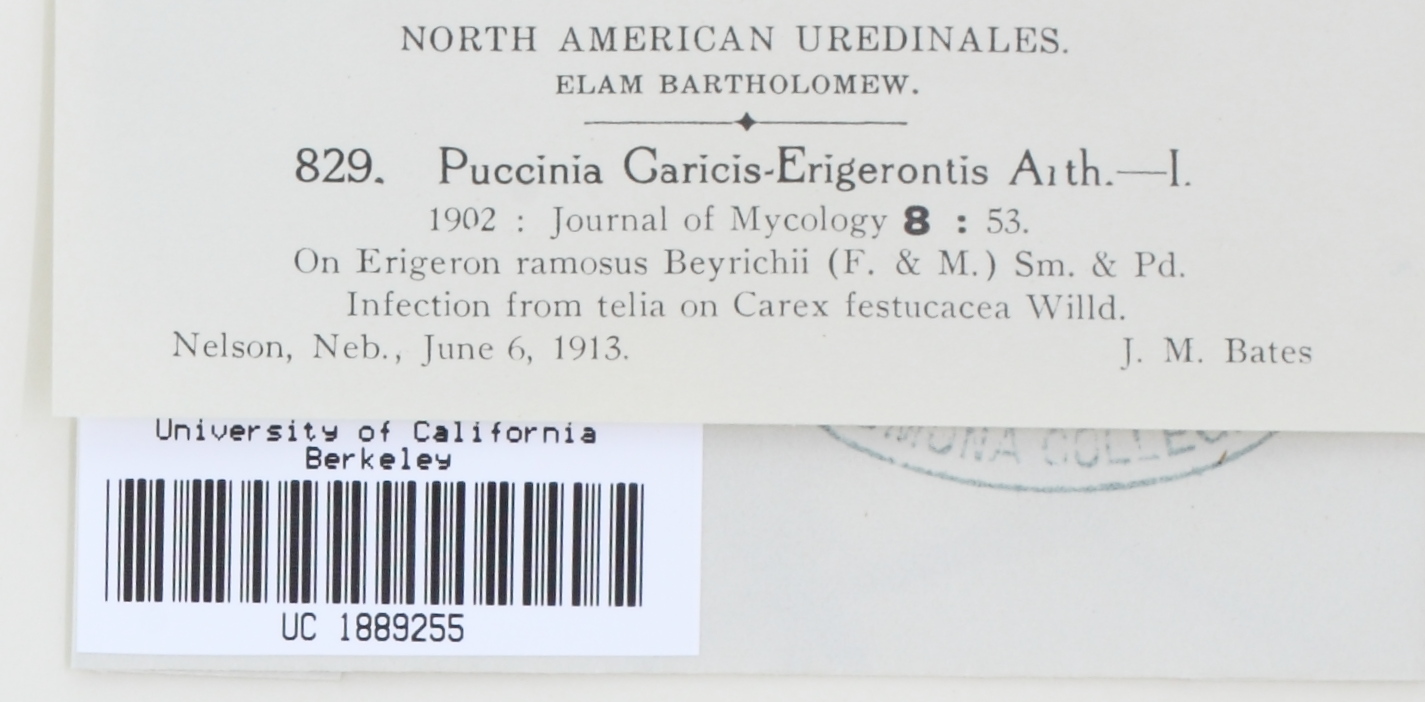 NORTH AMERICAN UREDINALES.
ELAM BARTHOLOMEW.
829. Puccinia Caricis-Erigerontis Arth.—I.
1902 : Journal of Mycology 8 : 53.
On Erigeron ramosus Beyrichii (F. & M.) Sm. & Pd.
Infection from telia on Carex festucacea Willd.
Nelson, Neb., June 6, 1913. J. M. Bates
University of California
Berkeley
UC 1889255